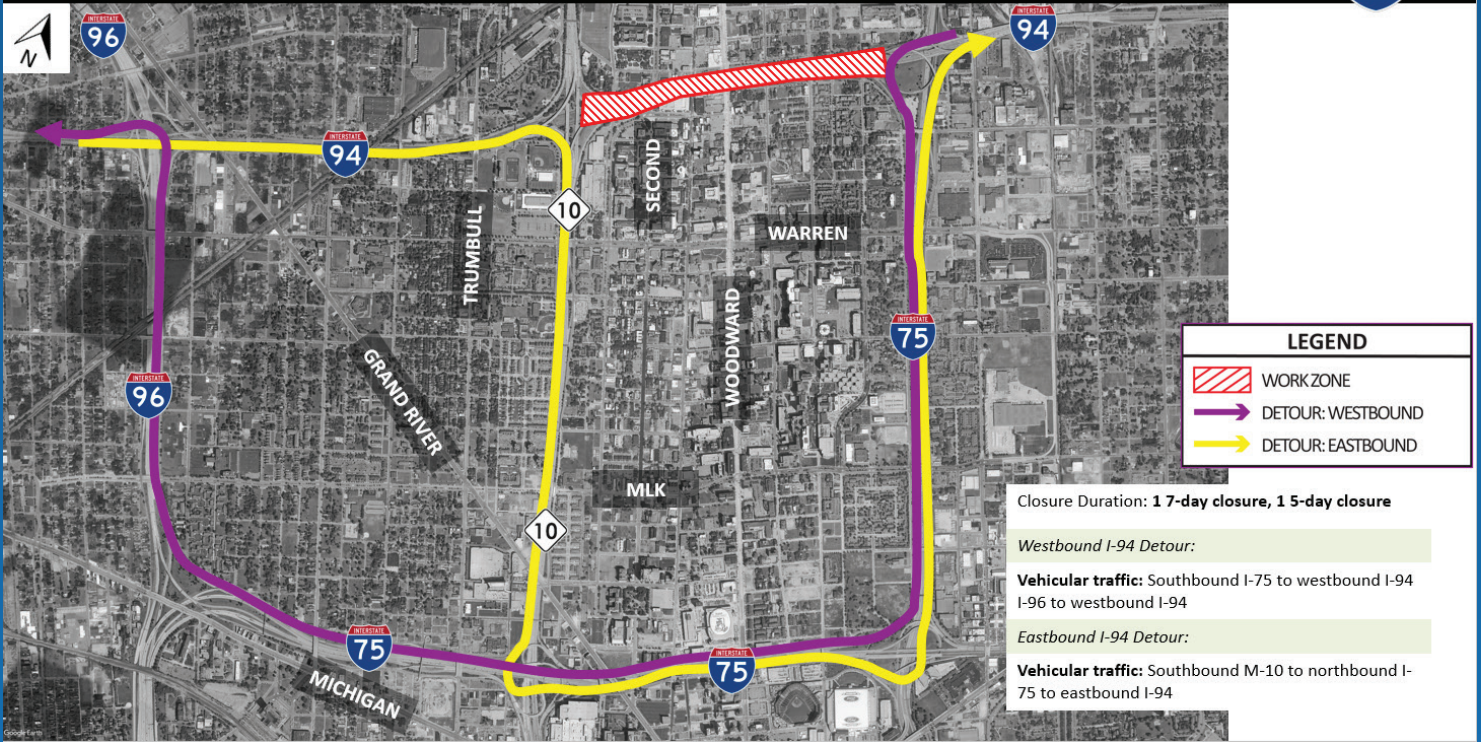 INTERSTATE
96
N
INTERSTATE
94
INTERSTATE
94
10
SECOND
TRUMBULL
WARREN
WOODWARD
INTERSTATE
75
GRAND RIVER
INTERSTATE
96
MLK
10
INTERSTATE
75
INTERSTATE
75
MICHIGAN
Google Earth
LEGEND
WORK ZONE
DETOUR: WESTBOUND
DETOUR: EASTBOUND
Closure Duration: 1 7-day closure, 1 5-day closure
Westbound I-94 Detour:
Vehicular traffic: Southbound I-75 to westbound I-94
I-96 to westbound I-94
Eastbound I-94 Detour:
Vehicular traffic: Southbound M-10 to northbound I-
75 to eastbound I-94